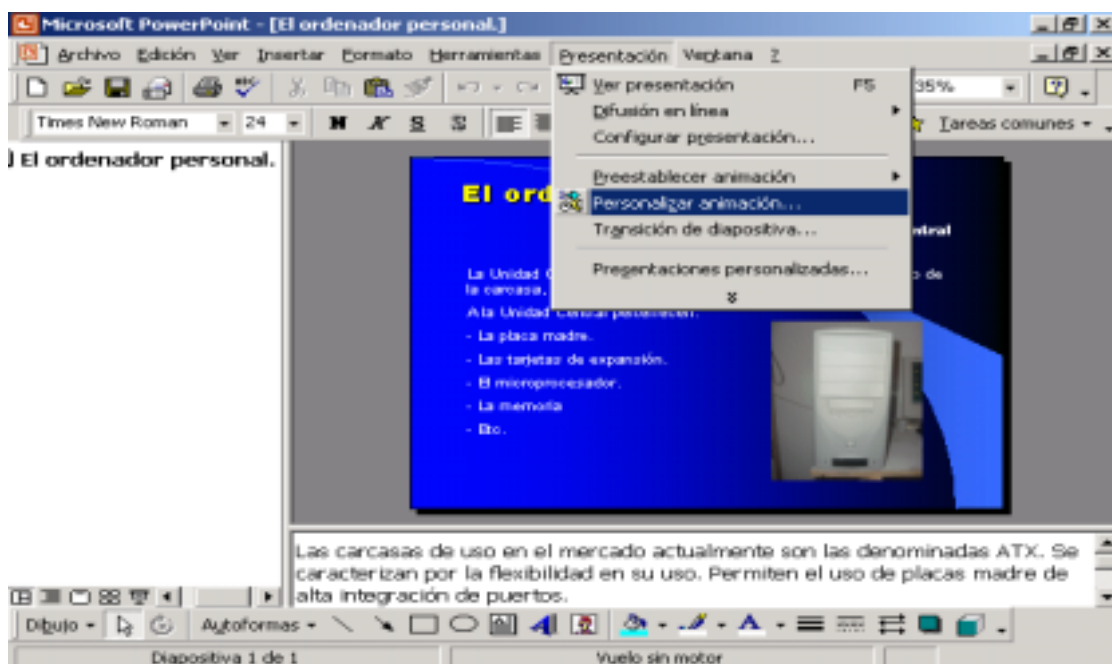 Microsoft PowerPoint - [El ordenador personal.]
Archivo Edición Ver Insertar Formato Herramientas Presentación Ventana ?
35%
Times New Roman 24 N K S S
Tareas comunes
Ver presentación F5
Difusión en línea
Configurar presentación...
Preestablecer animación
Personalizar animación...
Transición de diapositiva...
Presentaciones personalizadas...
El ordenador personal.
El ord
ntral
La Unidad
o de
la carcasa.
A la Unidad Central pertenecen:
- La placa madre.
- Las tarjetas de expansión.
- El microprocesador.
- La memoria
- Etc.
Las carcasas de uso en el mercado actualmente son las denominadas ATX. Se
caracterizan por la flexibilidad en su uso. Permiten el uso de placas madre de
alta integración de puertos.
Dibujo Autoformas
Diapositiva 1 de 1 Vuelo sin motor